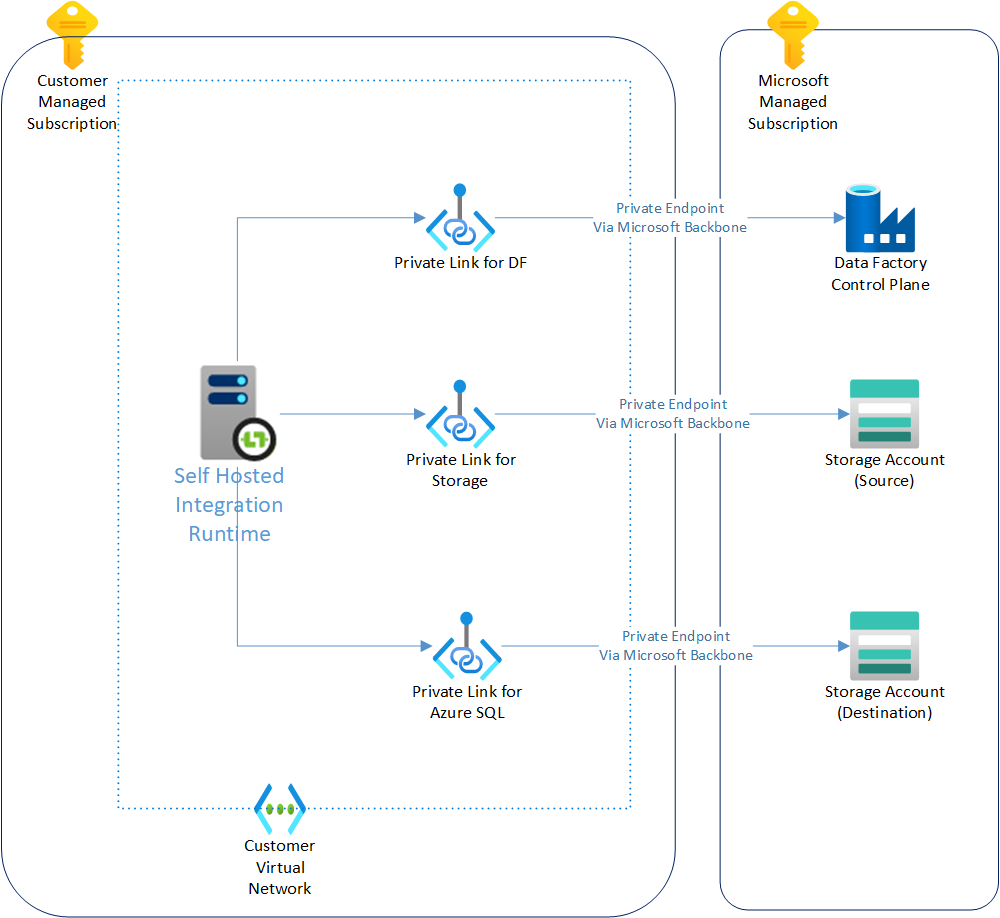 Customer
Managed
Subscription
Microsoft
Managed
Subscription
Private Endpoint
Via Microsoft Backbone
Private Link for DF
Data Factory
Control Plane
Private Endpoint
Via Microsoft Backbone
Private Link for
Storage
Storage Account
(Source)
Self Hosted
Integration
Runtime
Private Endpoint
Via Microsoft Backbone
Private Link for
Azure SQL
Storage Account
(Destination)
Customer
Virtual
Network